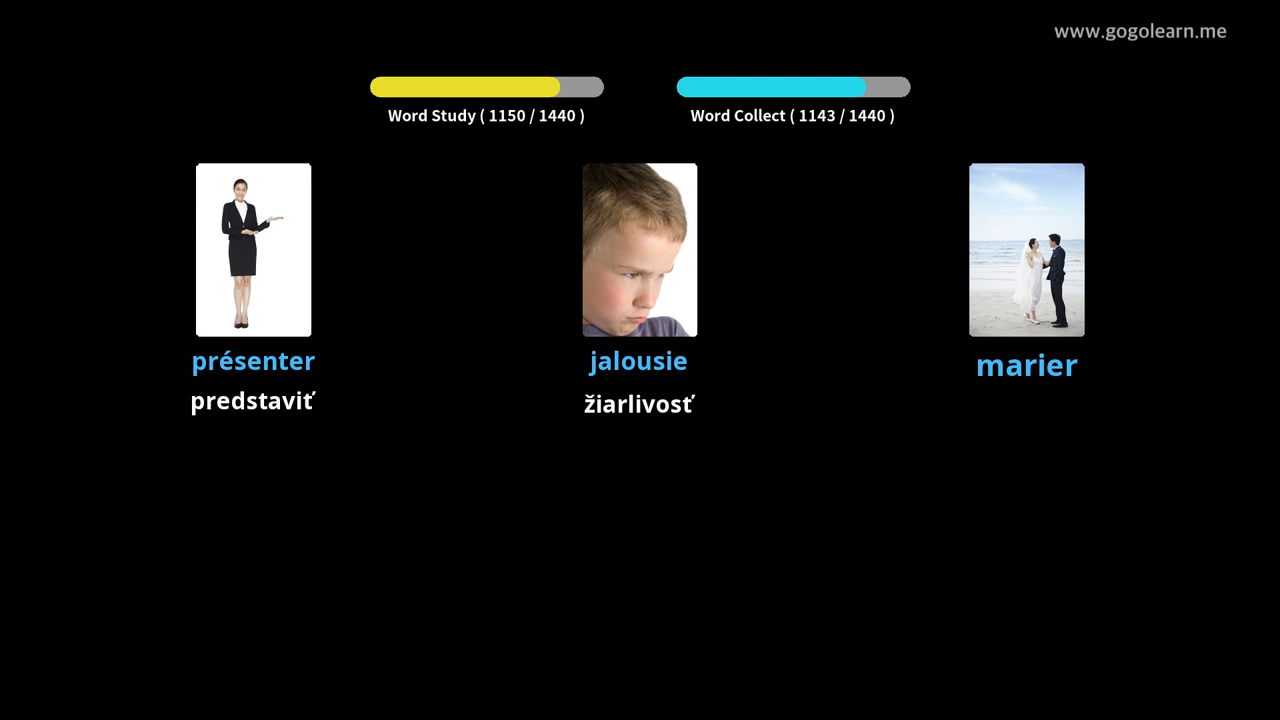 www.gogolearn.me
Word Study ( 1150 / 1440 )
Word Collect ( 1143 / 1440 )
présenter
jalousie
marier
predstaviť
žiarlivosť